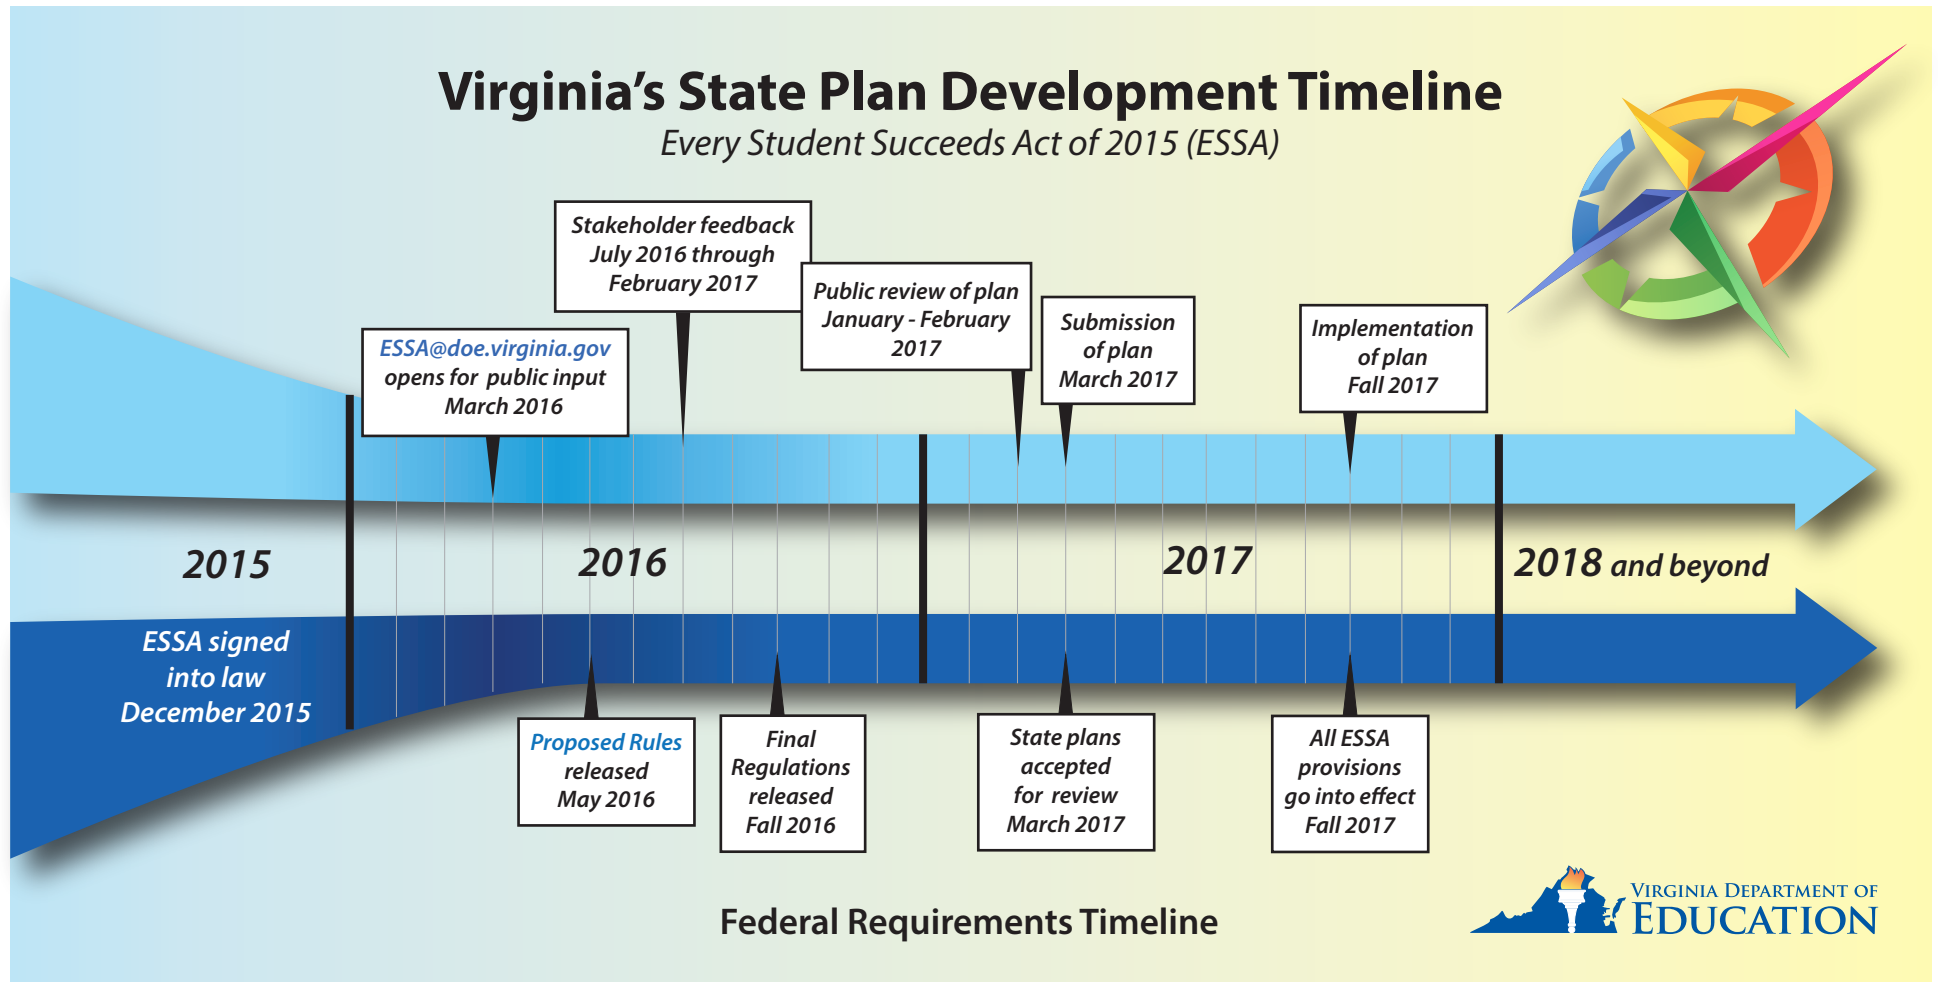 Virginia's State Plan Development Timeline
Every Student Succeeds Act of 2015 (ESSA)
Stakeholder feedback
July 2016 through
February 2017
Public review of plan
January - February
2017
Submission
of plan
March 2017
Implementation
of plan
Fall 2017
ESSA@doe.virginia.gov
opens for public input
March 2016
2015
2016
2017
2018 and beyond
ESSA signed
into law
December 2015
Proposed Rules
released
May 2016
Final
Regulations
released
Fall 2016
State plans
accepted
for review
March 2017
All ESSA
provisions
go into effect
Fall 2017
Federal Requirements Timeline
VIRGINIA DEPARTMENT OF
EDUCATION